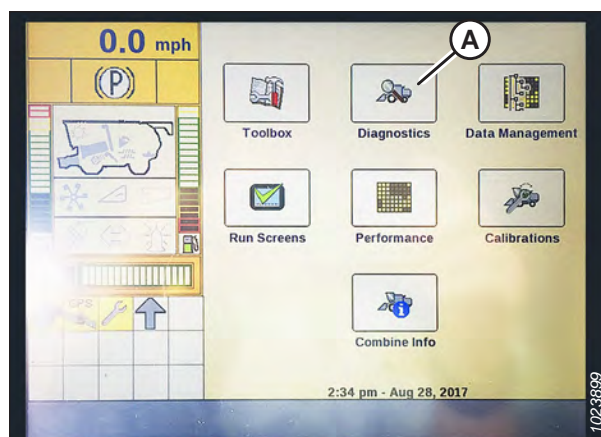 0.0 mph
(P)
A
Toolbox
Diagnostics
Data Management
Run Screens
Performance
Calibrations
GPS
Combine Info
2:34 pm - Aug 28, 2017
1023899